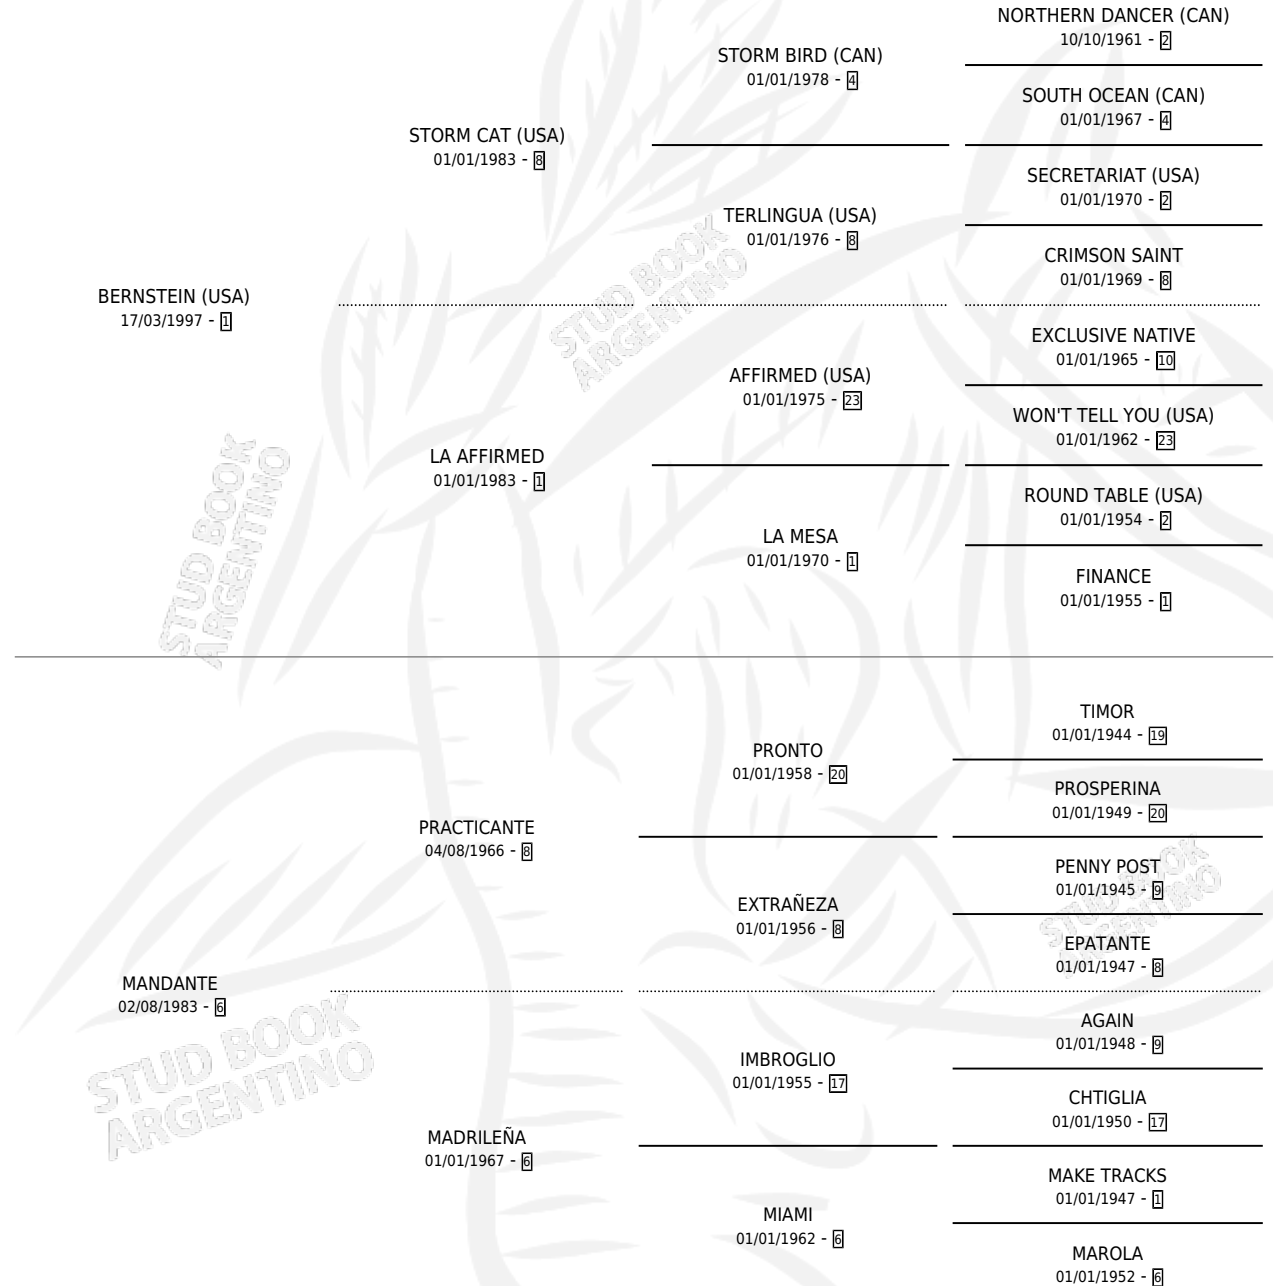 NORTHERN DANCER (CAN)
10/10/1961 - 2
STORM BIRD (CAN)
01/01/1978 - 4
SOUTH OCEAN (CAN)
01/01/1967 - 4
STORM CAT (USA)
01/01/1983 - 8
SECRETARIAT (USA)
01/01/1970 - 2
TERLINGUA (USA)
01/01/1976 - 8
CRIMSON SAINT
01/01/1969 - 8
BERNSTEIN (USA)
17/03/1997 - 1
EXCLUSIVE NATIVE
01/01/1965 - 10
AFFIRMED (USA)
01/01/1975 - 23
WON'T TELL YOU (USA)
01/01/1962 - 23
LA AFFIRMED
01/01/1983 - 1
ROUND TABLE (USA)
01/01/1954 - 2
LA MESA
01/01/1970 - 1
FINANCE
01/01/1955 - 1
TIMOR
01/01/1944 - 19
PRONTO
01/01/1958 - 20
PROSPERINA
01/01/1949 - 20
PRACTICANTE
04/08/1966 - 8
PENNY POST
01/01/1945 - 9
EXTRAÑEZA
01/01/1956 - 8
EPATANTE
01/01/1947 - 8
MANDANTE
02/08/1983 - 6
AGAIN
01/01/1948 - 9
IMBROGLIO
01/01/1955 - 17
CHTIGLIA
01/01/1950 - 17
MADRILEÑA
01/01/1967 - 6
MAKE TRACKS
01/01/1947 - 1
MIAMI
01/01/1962 - 6
MAROLA
01/01/1952 - 6
STUD BOOK
ARGENTINO
STUD BOOK
ARGENTINO
STUD BOOK
ARGENTINO
STUD BOOK
ARGENTINO